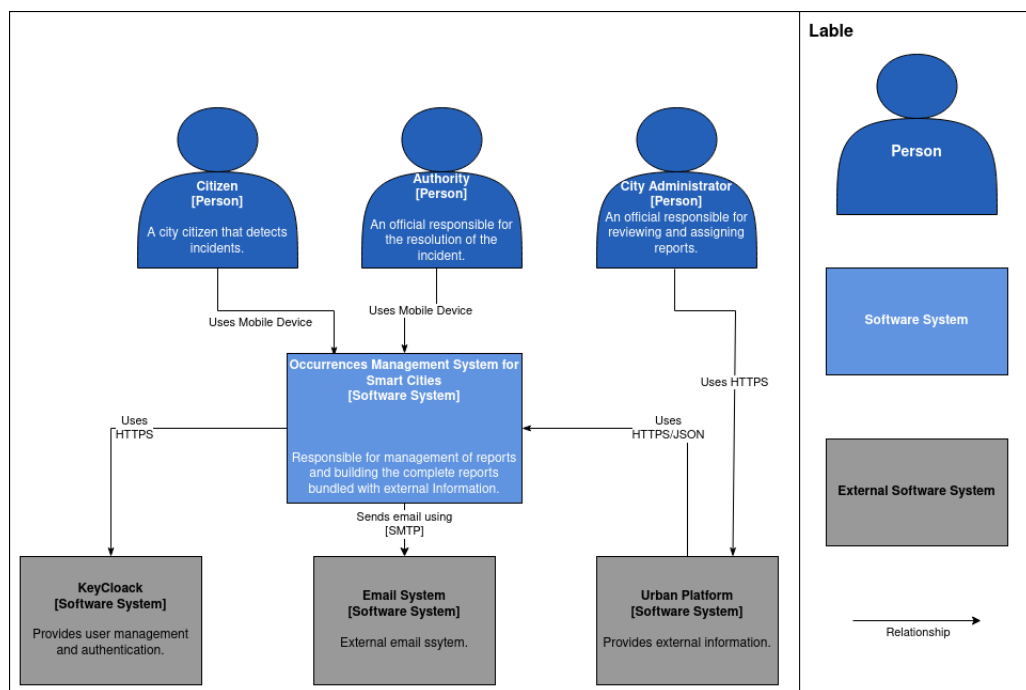 Lable
Person
Software System
External Software System
Relationship
Citizen
[Person]
A city citizen that detects
incidents.
Authority
[Person]
An official responsible for
the resolution of the
incident.
City Administrator
[Person]
An official responsible for
reviewing and assigning
reports.
Uses Mobile Device
Uses Mobile Device
Uses HTTPS
Occurrences Management System for
Smart Cities
[Software System]
Responsible for management of reports
and building the complete reports
bundled with external Information.
Uses
HTTPS
Uses
HTTPS/JSON
Sends email using
[SMTP]
KeyCloack
[Software System]
Provides user management
and authentication.
Email System
[Software System]
External email ssytem.
Urban Platform
[Software System]
Provides external information.